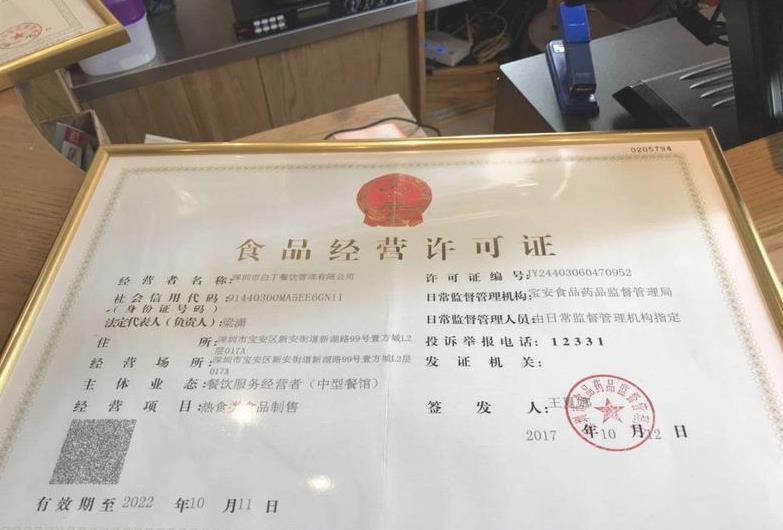 0205794
食品经营许可证
经营者名称:深圳市白丁餐饮管理有限公司
社会信用代码:91440300MA5EE6GN11
(身份证号码)
法定代表人(负责人):梁潇
住所:深圳市宝安区新安街道新湖路99号壹方城L2
层017A
经营场所:深圳市宝安区新安街道新湖路99号壹方城L2层
017A
主体业态:餐饮服务经营者(中型餐馆)
经营项目:热食类食品制售
有效期至2022年10月11日
许可证编号:JY24403060470952
日常监督管理机构:宝安食品药品监督管理局
日常监督管理人员:由日常监督管理机构指定
投诉举报电话:12331
发证机关:
签发人:王
2017年10月12日